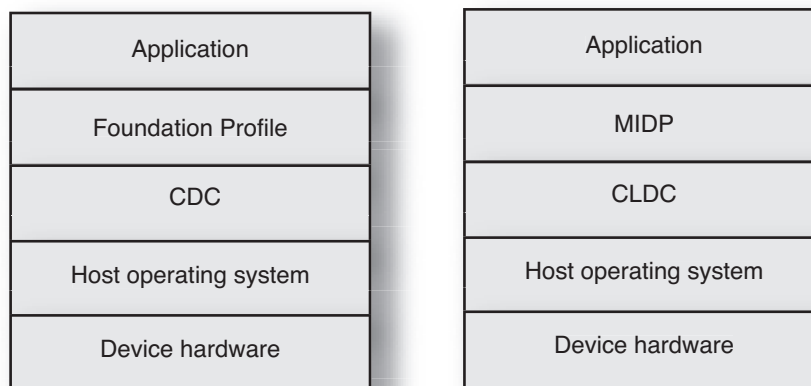 Application
Foundation Profile
CDC
Host operating system
Device hardware
Application
MIDP
CLDC
Host operating system
Device hardware